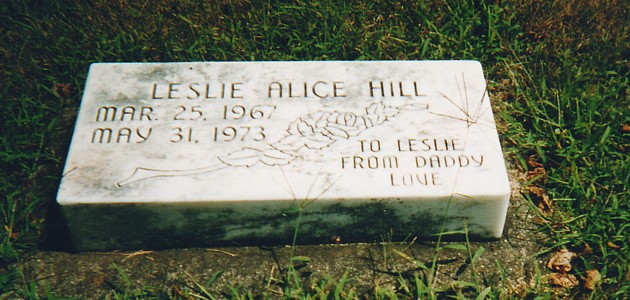 LESLIE ALICE HILL
MAR. 25, 1967
MAY 31, 1973
TO LESLIE
FROM DADDY
LOVE